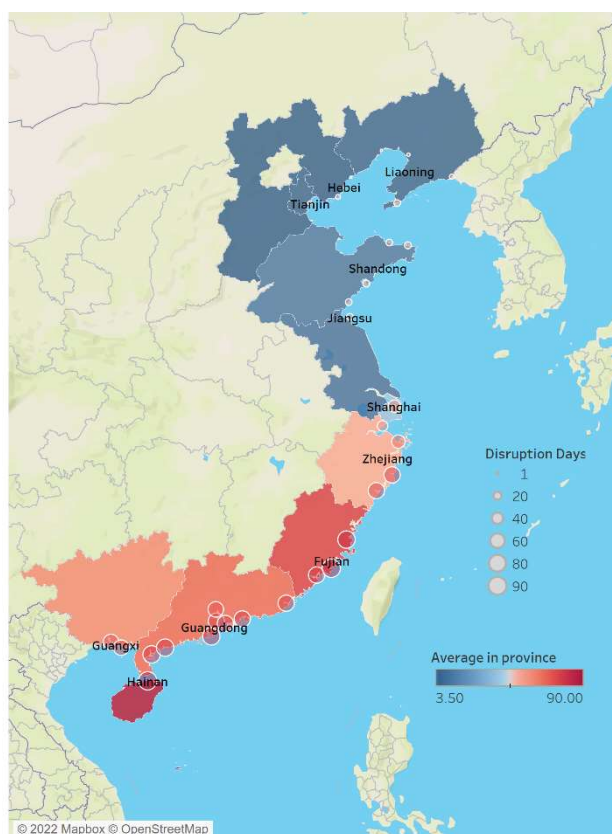 Liaoning
Hebei
Tianjin
Shandong
Jiangsu
Shanghai
Zhejiang
Disruption Days
1
20
40
60
80
90
Fujian
Guangdong
Guangxi
Hainan
Average in province
3.50 90.00
© 2022 Mapbox © OpenStreetMap